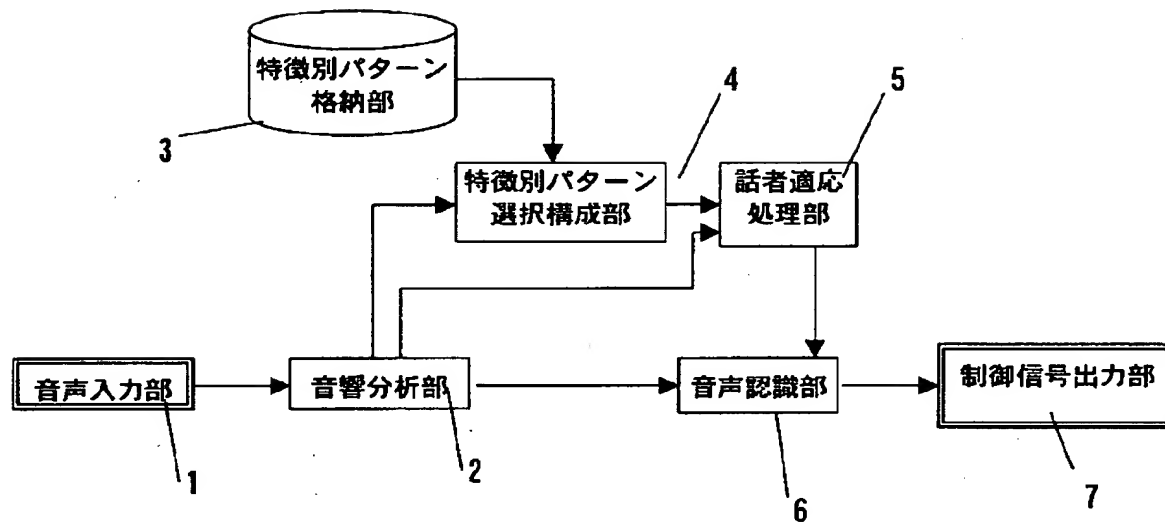 特徴別パターン
格納部
3
特徴別パターン
選択構成部
4
話者適応
処理部
5
音声入力部
1
音響分析部
2
音声認識部
6
制御信号出力部
7